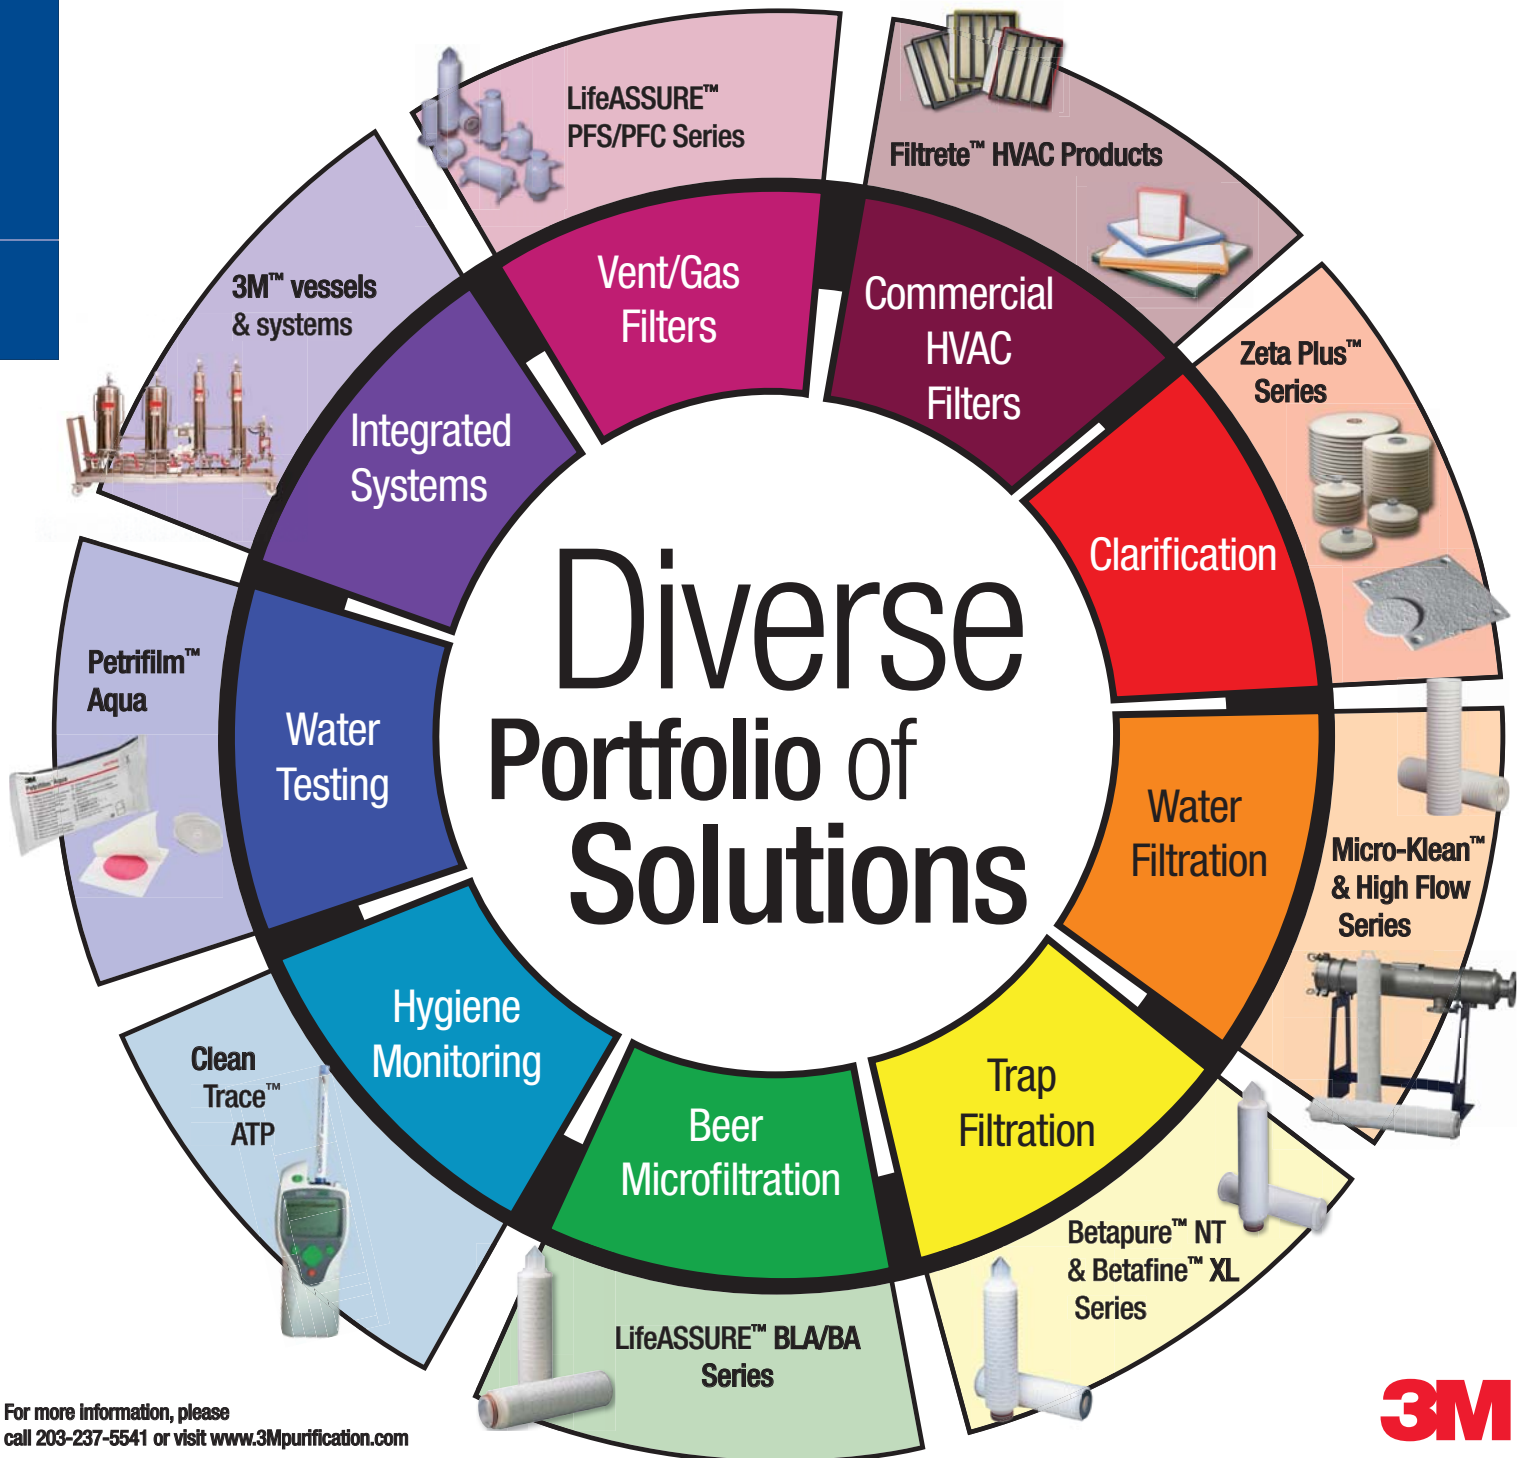 Diverse
Portfolio of
Solutions
LifeASSURE™
PFS/PFC Series
Vent/Gas
Filters
Filtrete™ HVAC Products
Commercial
HVAC
Filters
Zeta Plus™
Series
Clarification
Micro-Klean™
& High Flow
Series
Water
Filtration
Betapure™ NT
& Betafine™ XL
Series
Trap
Filtration
LifeASSURE™ BLA/BA
Series
Beer
Microfiltration
Clean
Trace™
ATP
Hygiene
Monitoring
Petrifilm™
Aqua
3M
Petrifilm Aqua
Water
Testing
3M™ vessels
& systems
Integrated
Systems
For more information, please
call 203-237-5541 or visit www.3Mpurification.com
3M